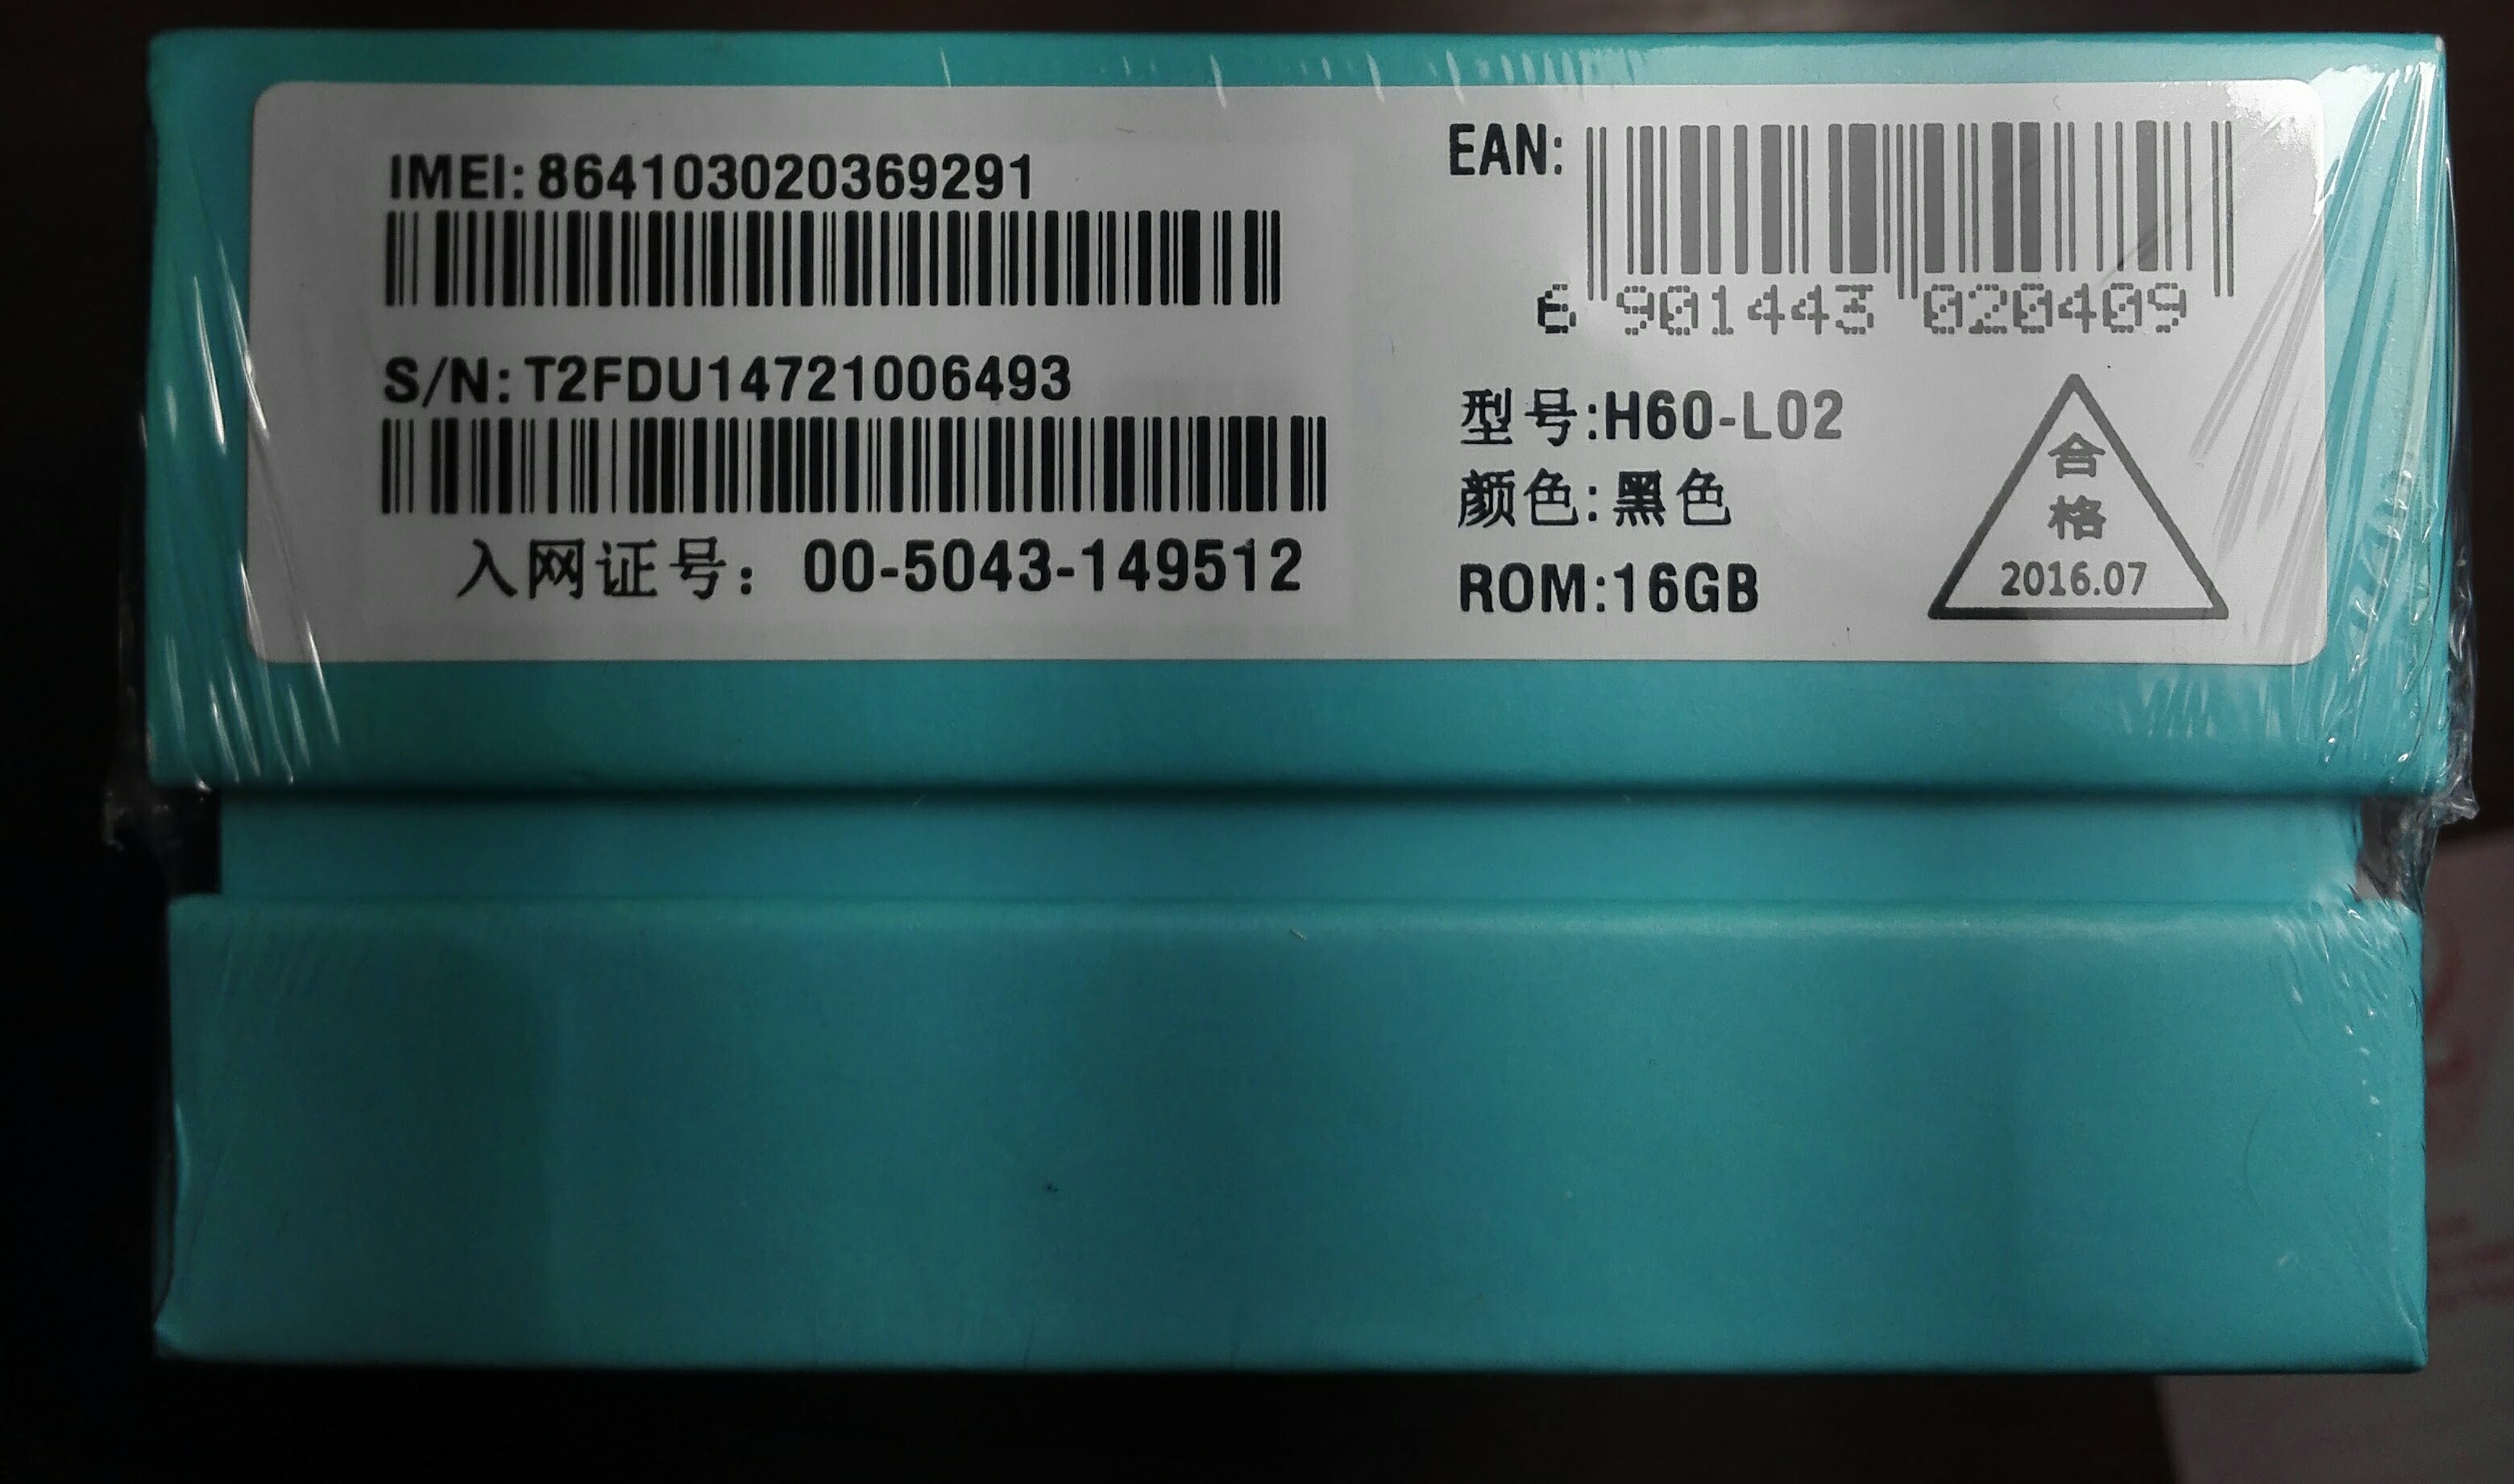 IMEI: 864103020369291
S/N: T2FDU14721006493
入网证号：00-5043-149512
EAN:
6 901443 020409
型号:H60-L02
颜色:黑色
ROM:16GB
合
格
2016.07